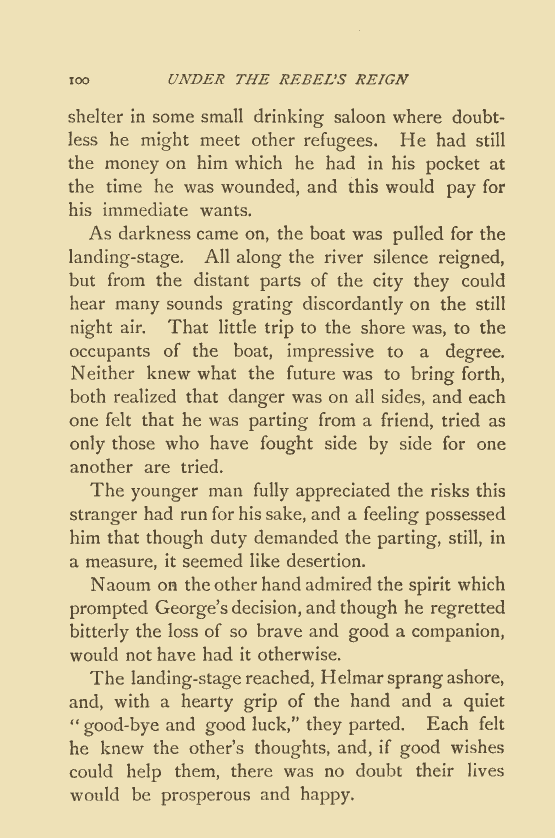 100 UNDER THE REBEL'S REIGN
shelter in some small drinking saloon where doubt-
less he might meet other refugees. He had still
the money on him which he had in his pocket at
the time he was wounded, and this would pay for
his immediate wants.
As darkness came on, the boat was pulled for the
landing-stage. All along the river silence reigned,
but from the distant parts of the city they could
hear many sounds grating discordantly on the still
night air. That little trip to the shore was, to the
occupants of the boat, impressive to a degree.
Neither knew what the future was to bring forth,
both realized that danger was on all sides, and each
one felt that he was parting from a friend, tried as
only those who have fought side by side for one
another are tried.
The younger man fully appreciated the risks this
stranger had run for his sake, and a feeling possessed
him that though duty demanded the parting, still, in
a measure, it seemed like desertion.
Naoum on the other hand admired the spirit which
prompted George's decision, and though he regretted
bitterly the loss of so brave and good a companion,
would not have had it otherwise.
The landing-stage reached, Helmar sprang ashore,
and, with a hearty grip of the hand and a quiet
"good-bye and good luck," they parted. Each felt
he knew the other's thoughts, and, if good wishes
could help them, there was no doubt their lives
would be prosperous and happy.